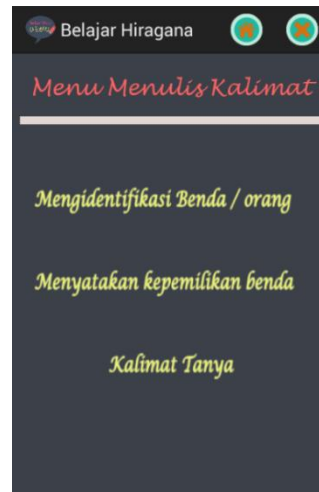 Belajar Hiragana
Menu Menulis Kalimat
Mengidentifikasi Benda / orang
Menyatakan kepemilikan benda
Kalimat Tanya